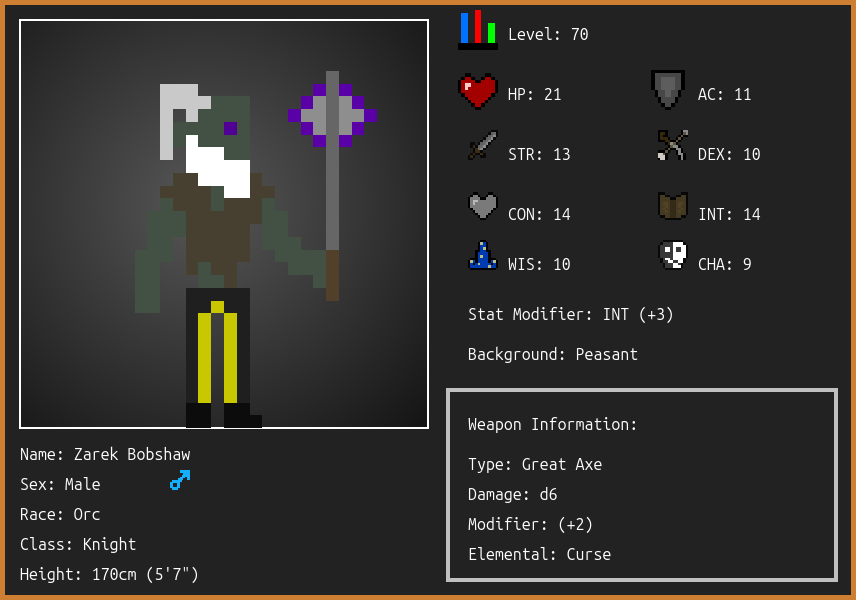 Level: 70
HP: 21
AC: 11
STR: 13
DEX: 10
CON: 14
INT: 14
WIS: 10
CHA: 9
Stat Modifier: INT (+3)
Background: Peasant
Weapon Information:
Type: Great Axe
Damage: d6
Modifier: (+2)
Elemental: Curse
Name: Zarek Bobshaw
Sex: Male
Race: Orc
Class: Knight
Height: 170cm (5'7")